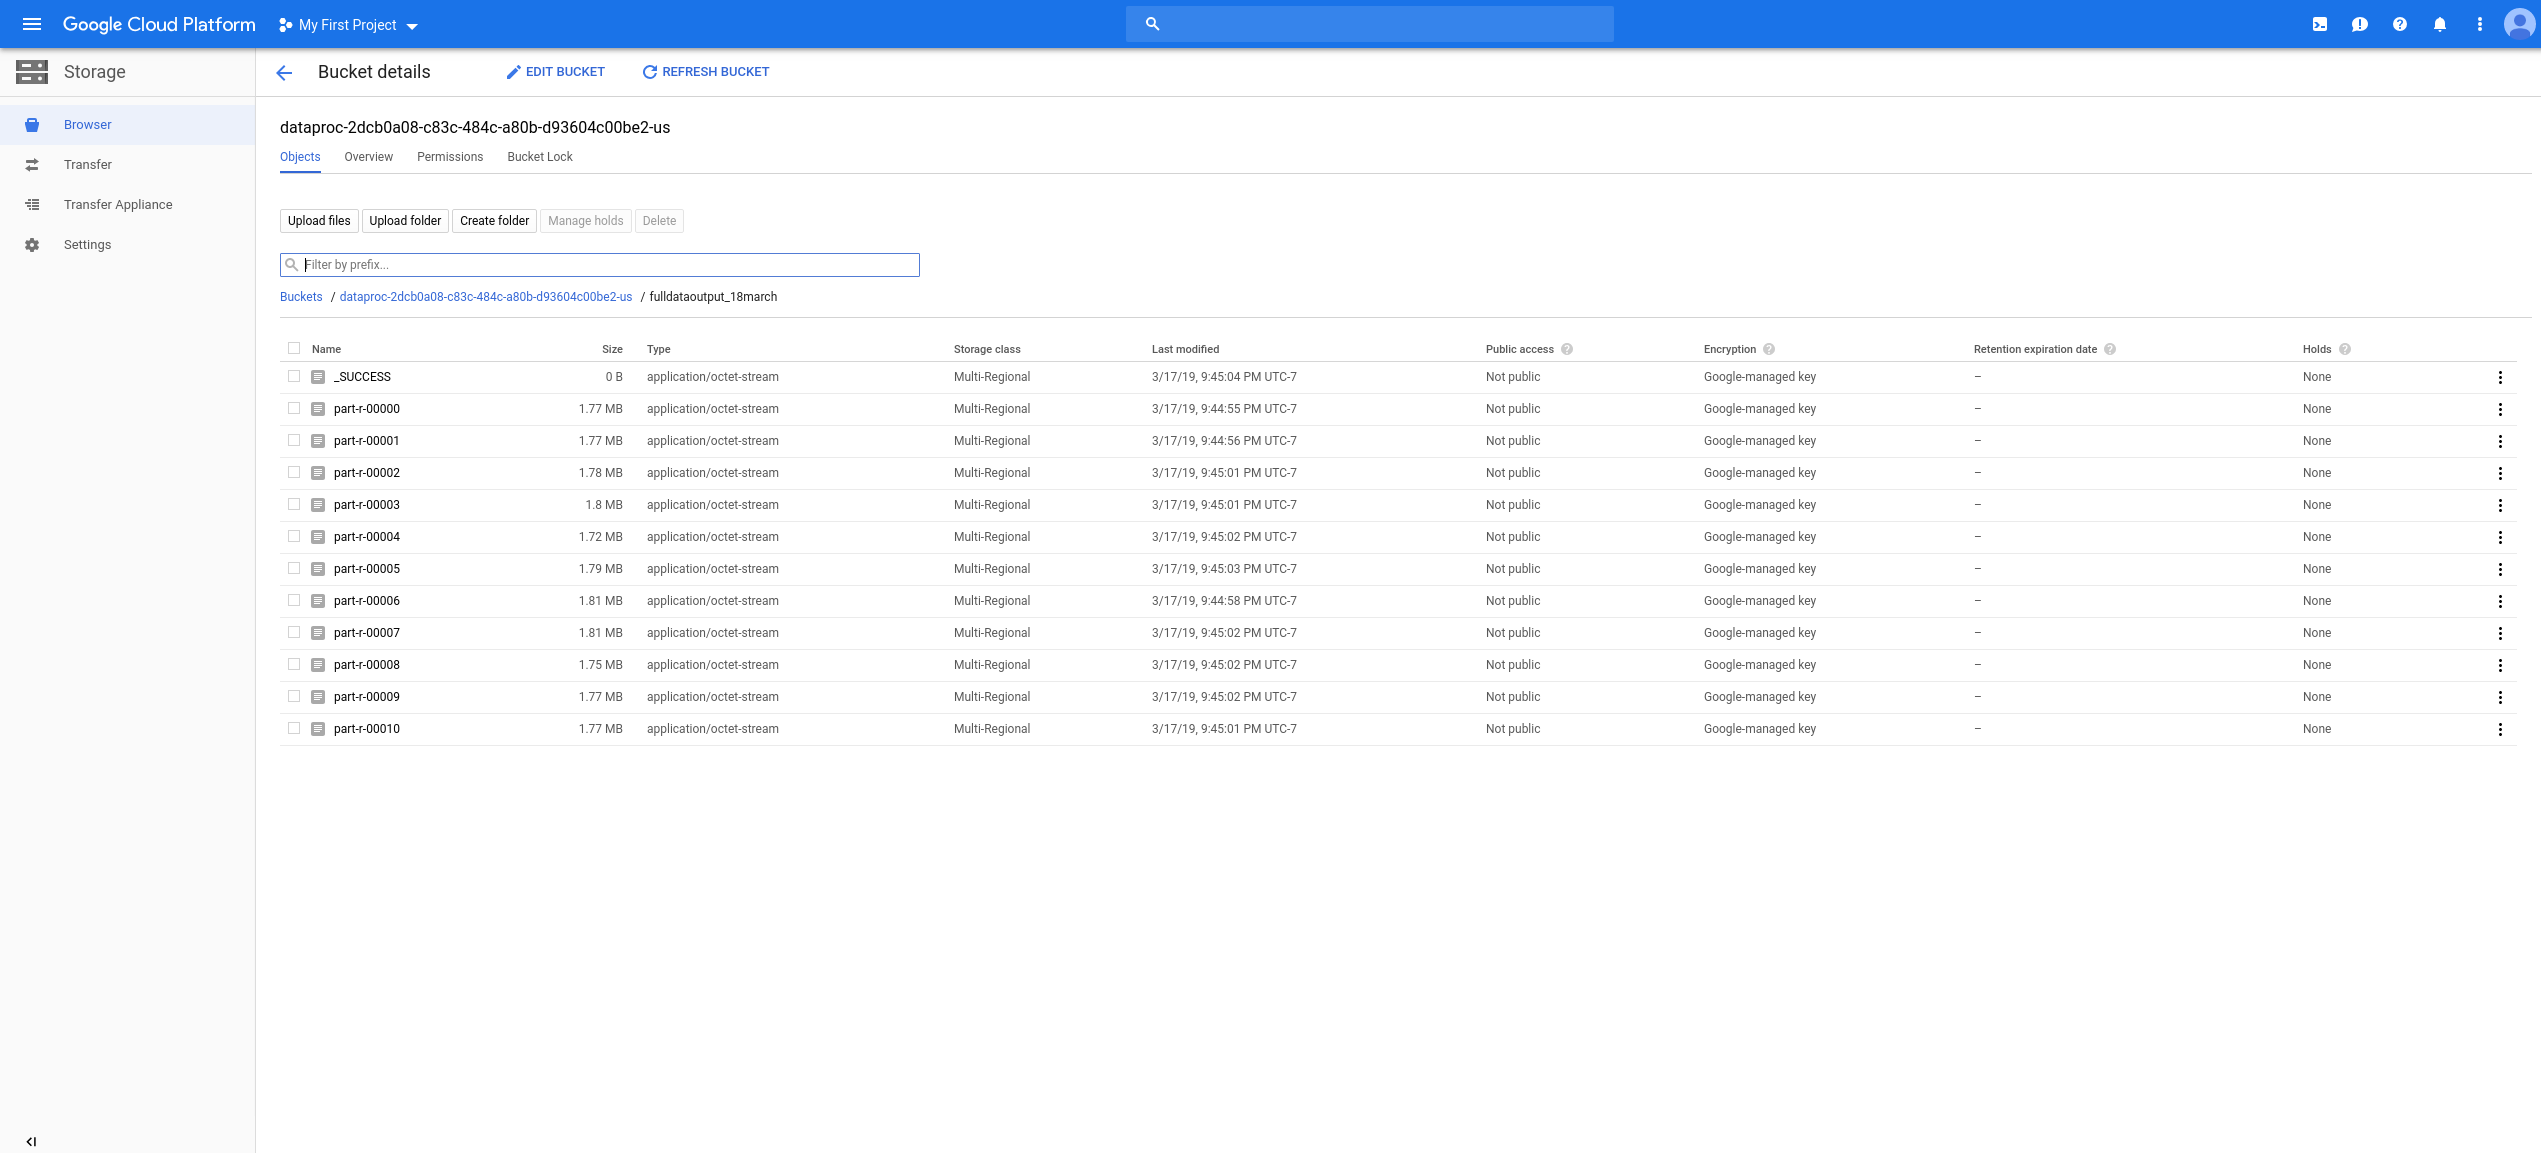 Google Cloud Platform My First Project
Storage Bucket details EDIT BUCKET REFRESH BUCKET
Browser
Transfer
Transfer Appliance
Settings
dataproc-2dcb0a08-c83c-484c-a80b-d93604c00be2-us
Objects Overview Permissions Bucket Lock
Upload files Upload folder Create folder Manage holds Delete
Filter by prefix...
Buckets / dataproc-2dcb0a08-c83c-484c-a80b-d93604c00be2-us / fulldataoutput_18march
Name Size Type Storage class Last modified Public access ? Encryption ? Retention expiration date ? Holds ?
_SUCCESS 0 B application/octet-stream Multi-Regional 3/17/19, 9:45:04 PM UTC-7 Not public Google-managed key – None
part-r-00000 1.77 MB application/octet-stream Multi-Regional 3/17/19, 9:44:55 PM UTC-7 Not public Google-managed key – None
part-r-00001 1.77 MB application/octet-stream Multi-Regional 3/17/19, 9:44:56 PM UTC-7 Not public Google-managed key – None
part-r-00002 1.78 MB application/octet-stream Multi-Regional 3/17/19, 9:45:01 PM UTC-7 Not public Google-managed key – None
part-r-00003 1.8 MB application/octet-stream Multi-Regional 3/17/19, 9:45:01 PM UTC-7 Not public Google-managed key – None
part-r-00004 1.72 MB application/octet-stream Multi-Regional 3/17/19, 9:45:02 PM UTC-7 Not public Google-managed key – None
part-r-00005 1.79 MB application/octet-stream Multi-Regional 3/17/19, 9:45:03 PM UTC-7 Not public Google-managed key – None
part-r-00006 1.81 MB application/octet-stream Multi-Regional 3/17/19, 9:44:58 PM UTC-7 Not public Google-managed key – None
part-r-00007 1.81 MB application/octet-stream Multi-Regional 3/17/19, 9:45:02 PM UTC-7 Not public Google-managed key – None
part-r-00008 1.75 MB application/octet-stream Multi-Regional 3/17/19, 9:45:02 PM UTC-7 Not public Google-managed key – None
part-r-00009 1.77 MB application/octet-stream Multi-Regional 3/17/19, 9:45:02 PM UTC-7 Not public Google-managed key – None
part-r-00010 1.77 MB application/octet-stream Multi-Regional 3/17/19, 9:45:01 PM UTC-7 Not public Google-managed key – None